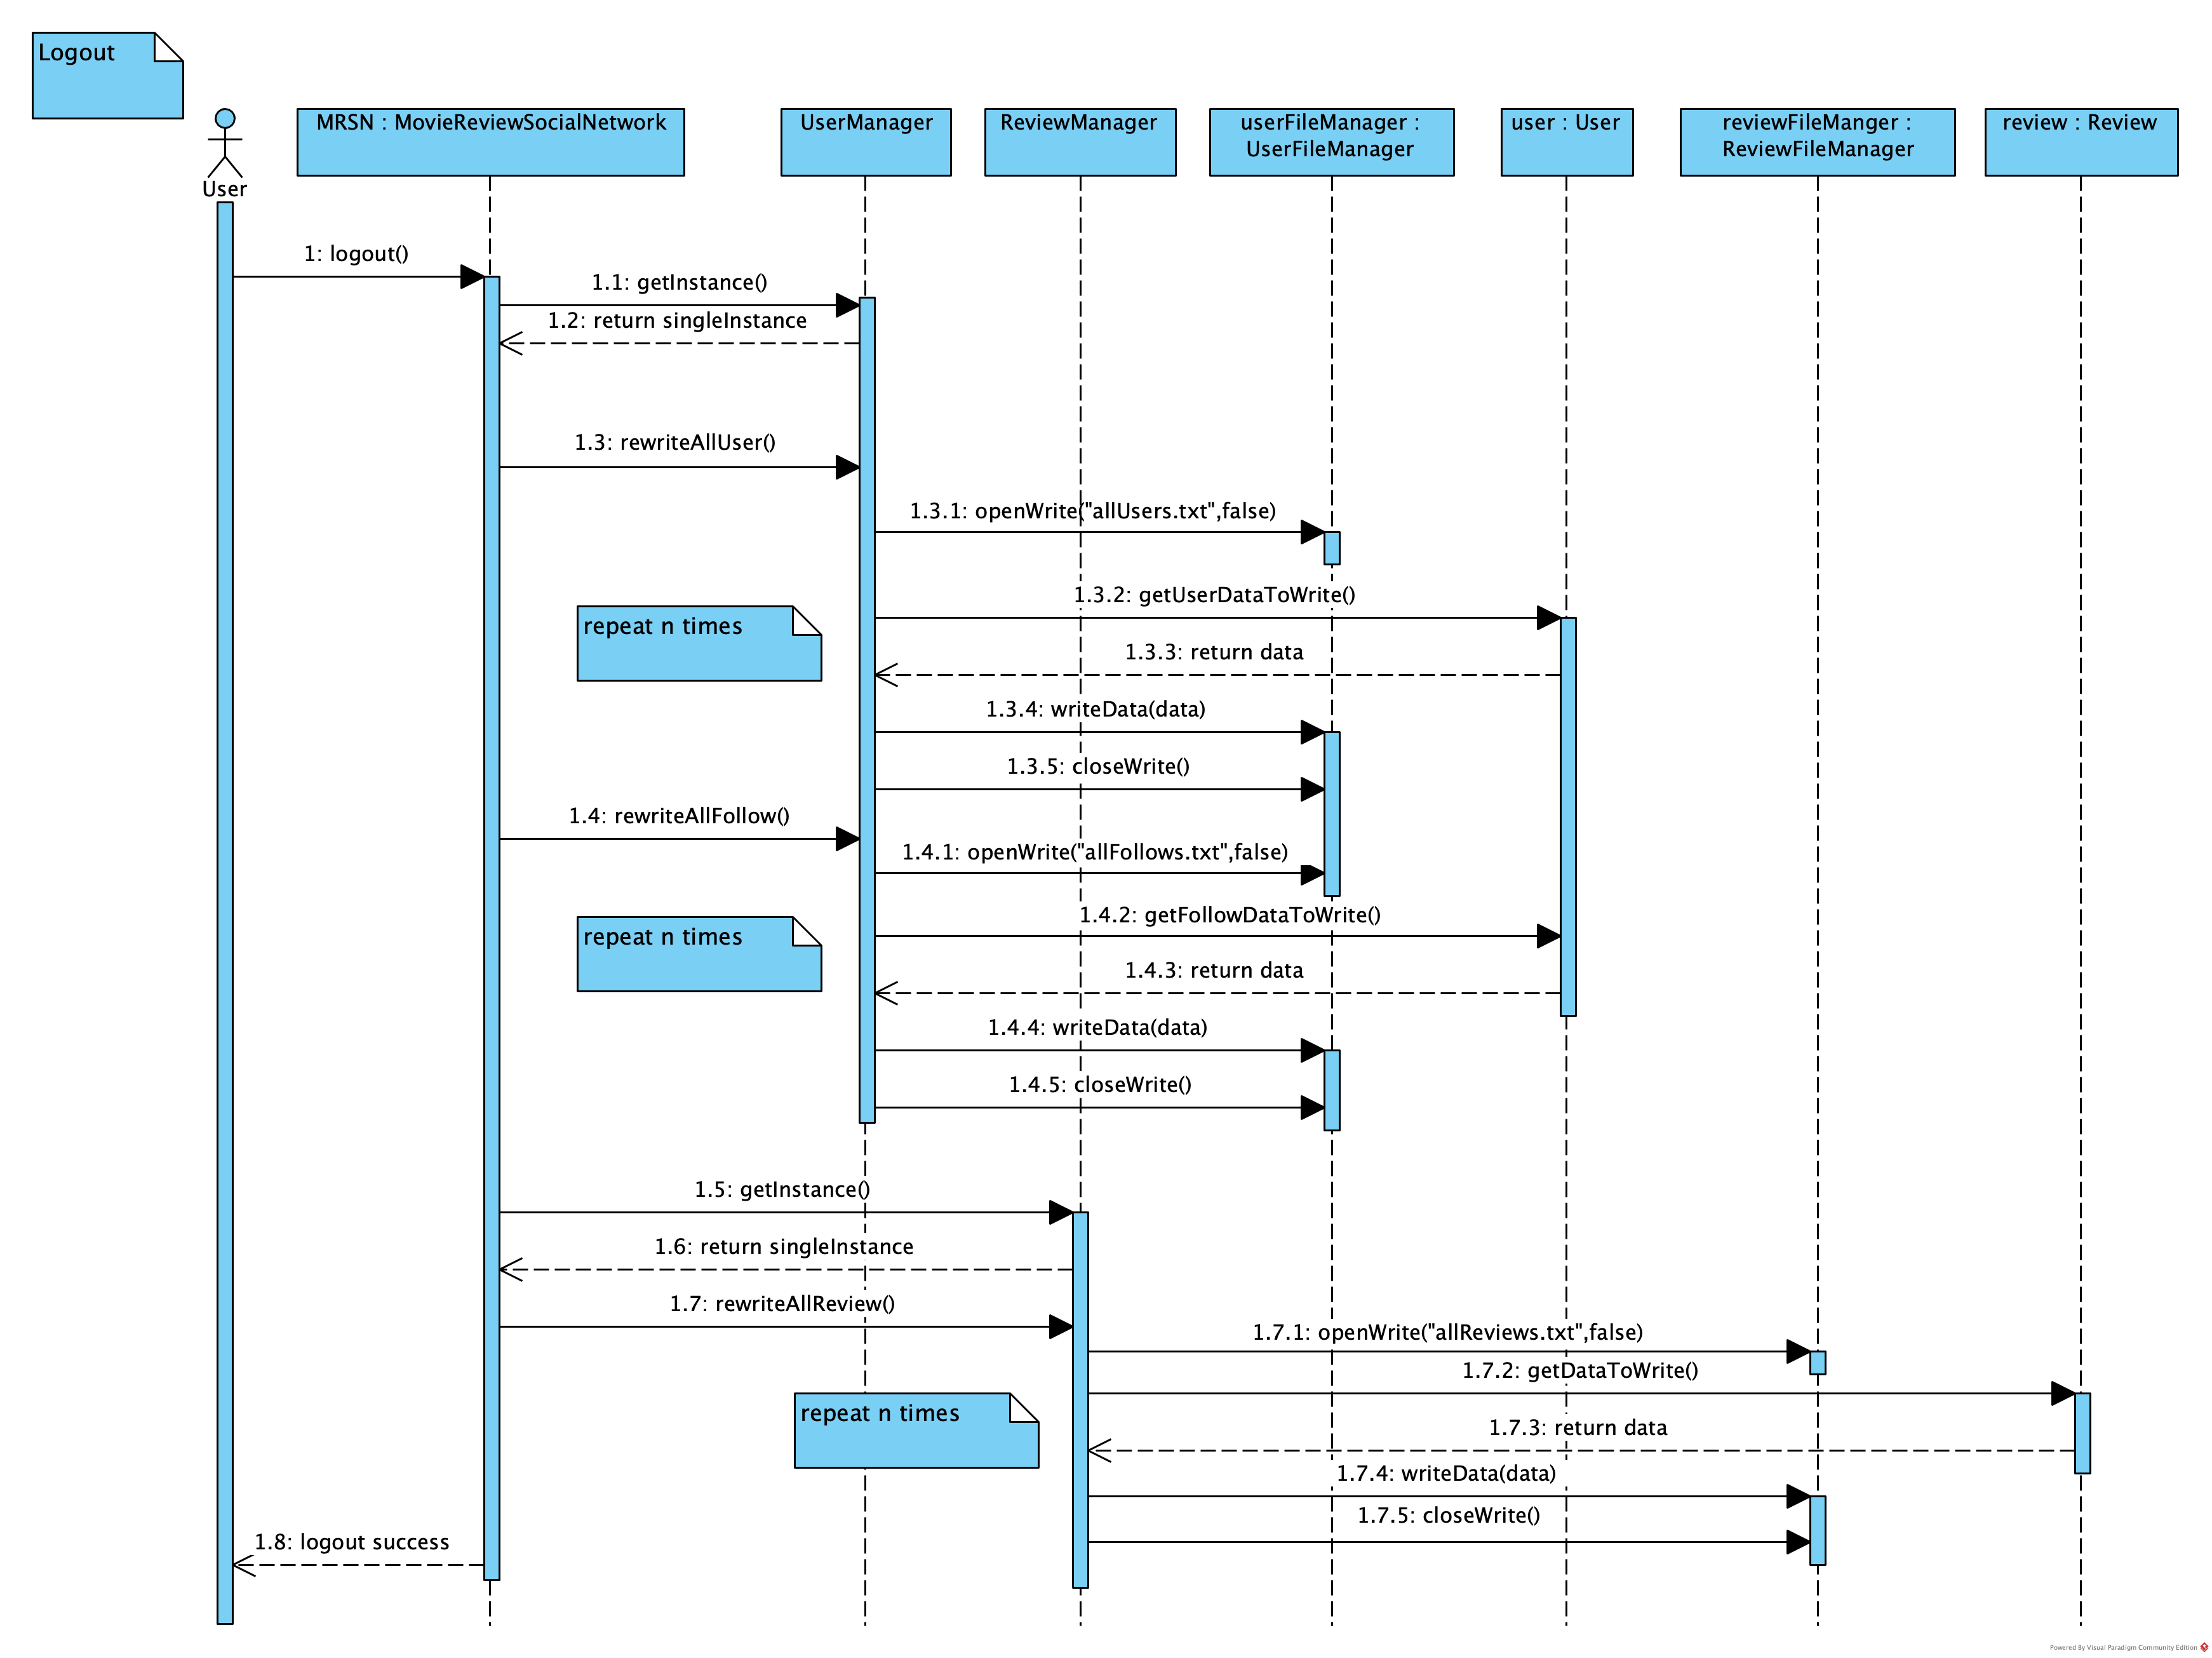 Logout
User
MRSN : MovieReviewSocialNetwork
UserManager
ReviewManager
userFileManager :
UserFileManager
user : User
reviewFileManger :
ReviewFileManager
review : Review
1: logout()
1.1: getInstance()
1.2: return singleInstance
1.3: rewriteAllUser()
1.3.1: openWrite("allUsers.txt",false)
1.3.2: getUserDataToWrite()
repeat n times
1.3.3: return data
1.3.4: writeData(data)
1.3.5: closeWrite()
1.4: rewriteAllFollow()
1.4.1: openWrite("allFollows.txt",false)
1.4.2: getFollowDataToWrite()
repeat n times
1.4.3: return data
1.4.4: writeData(data)
1.4.5: closeWrite()
1.5: getInstance()
1.6: return singleInstance
1.7: rewriteAllReview()
1.7.1: openWrite("allReviews.txt",false)
1.7.2: getDataToWrite()
repeat n times
1.7.3: return data
1.7.4: writeData(data)
1.7.5: closeWrite()
1.8: logout success
Powered By Visual Paradigm Community Edition